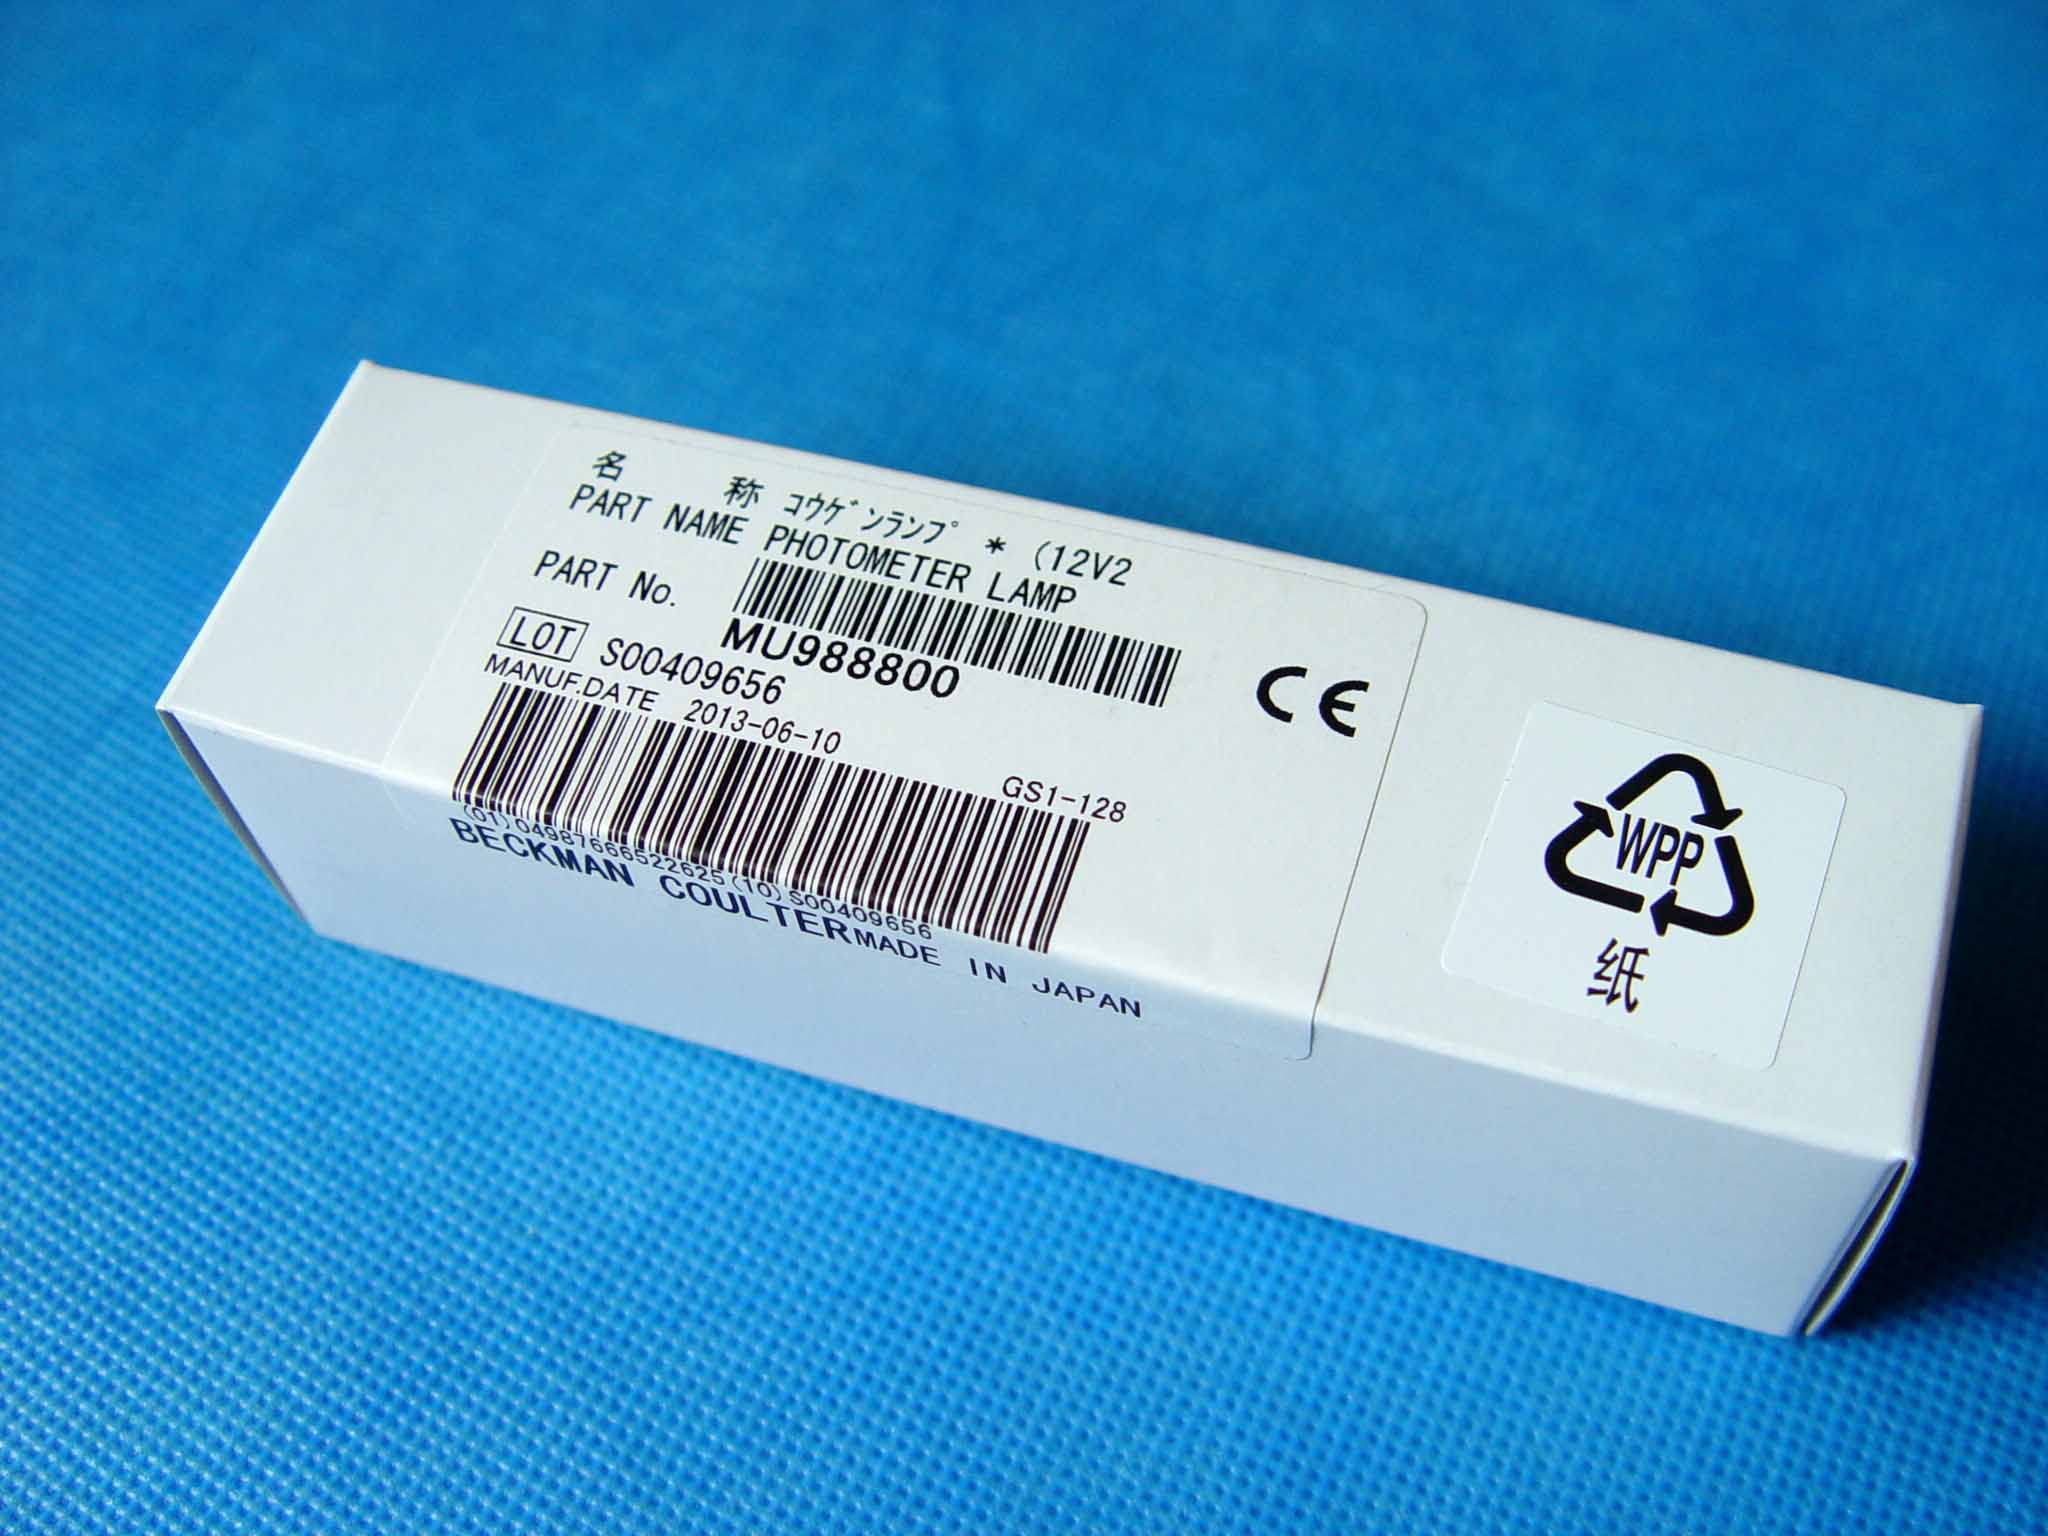 名 称 ｺｳｹﾞﾝﾗﾝﾌﾟ * (12V2
PART NAME PHOTOMETER LAMP
PART No.
MU988800
LOT S00409656
MANUF.DATE 2013-06-10
GS1-128
(01)04987666522625(10)S00409656
BECKMAN COULTER MADE IN JAPAN
CE
WPP
纸